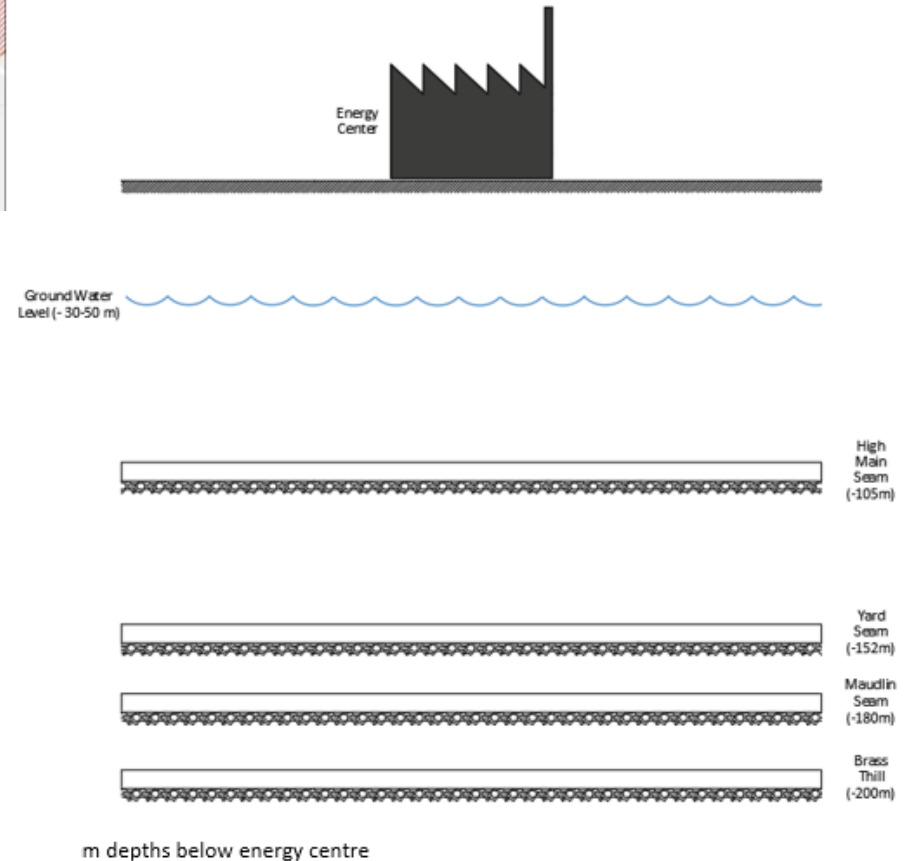 Energy
Center
Ground Water
Level (- 30-50 m)
High
Main
Seam
(-105m)
Yard
Seam
(-152m)
Maudlin
Seam
(-180m)
Brass
Thill
(-200m)
m depths below energy centre